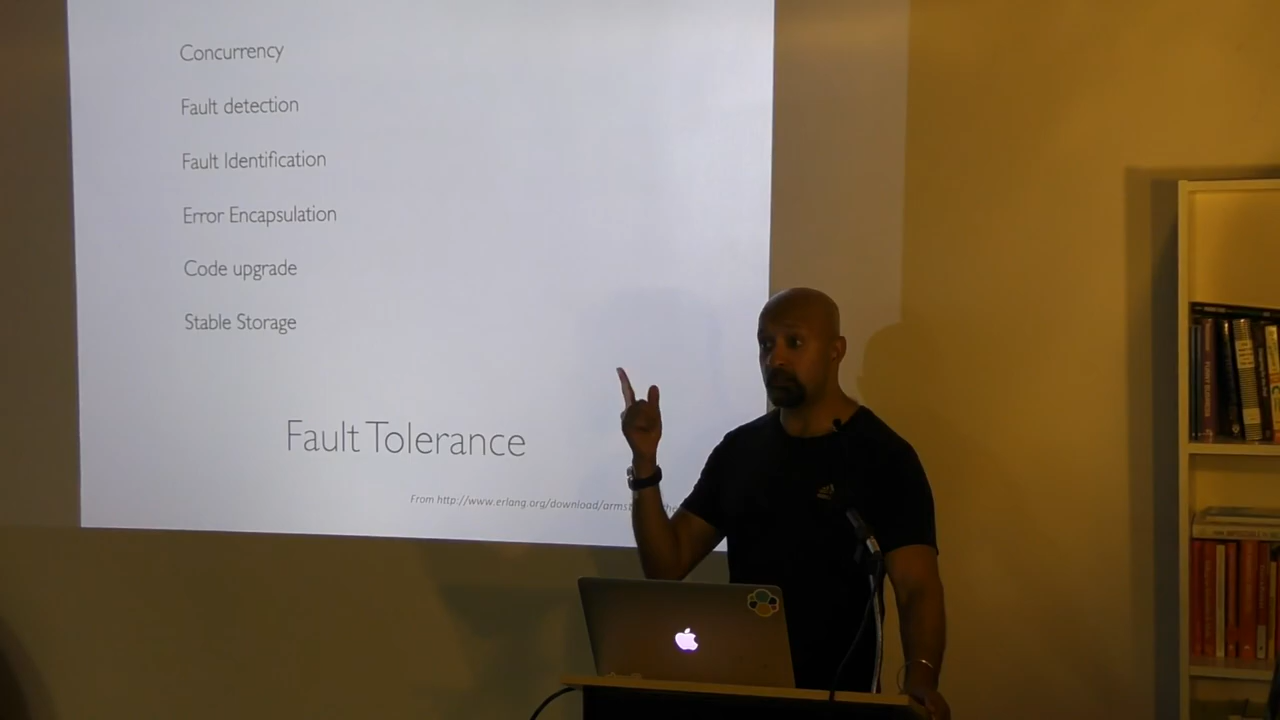 Concurrency
Fault detection
Fault Identification
Error Encapsulation
Code upgrade
Stable Storage
Fault Tolerance
From http://www.erlang.org/download/armst